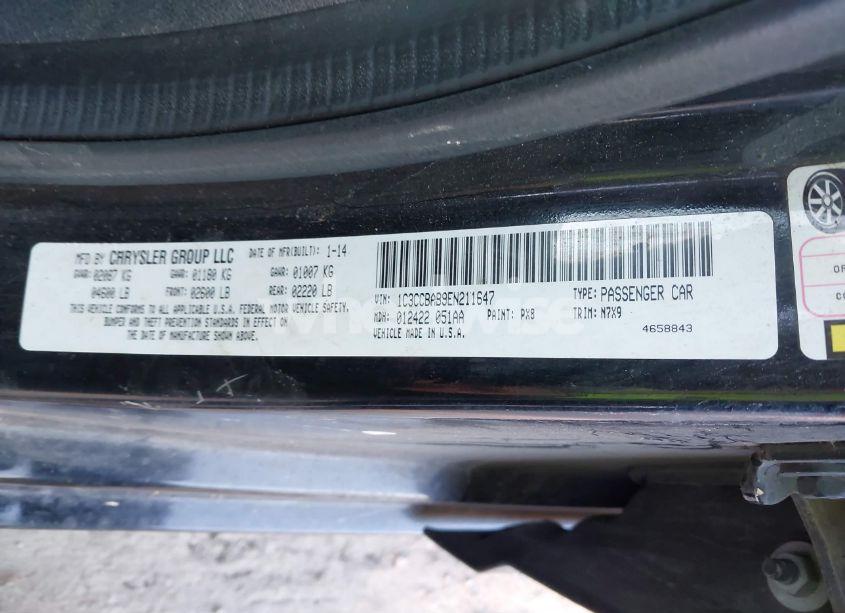 MFD BY CHRYSLER GROUP LLC DATE OF MFR(BUILT): 1-14
GVWR: 02087 KG GAWR: 01180 KG GAWR: 01007 KG
04600 LB FRONT: 02600 LB REAR: 02220 LB
THIS VEHICLE CONFORMS TO ALL APPLICABLE FEDERAL MOTOR VEHICLE SAFETY,
BUMPER AND THEFT PREVENTION STANDARDS IN EFFECT ON
THE DATE OF MANUFACTURE SHOWN ABOVE.
VIN: 1C3CCBAB9EN211647 TYPE: PASSENGER CAR
MDH: 012422 051AA PAINT: PX8 TRIM: N7X9
VEHICLE MADE IN U.S.A. 4658843